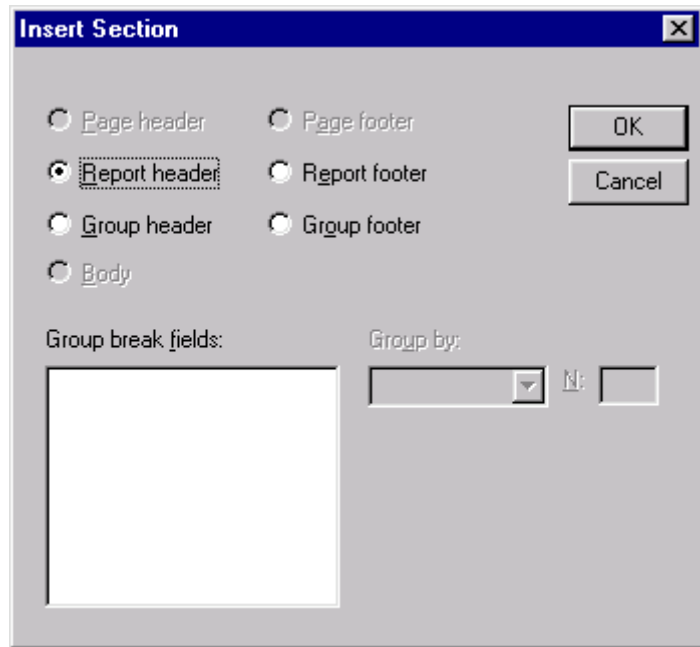 Insert Section
Page header Page footer OK
Report header Report footer Cancel
Group header Group footer
Body
Group break fields: Group by:
N: